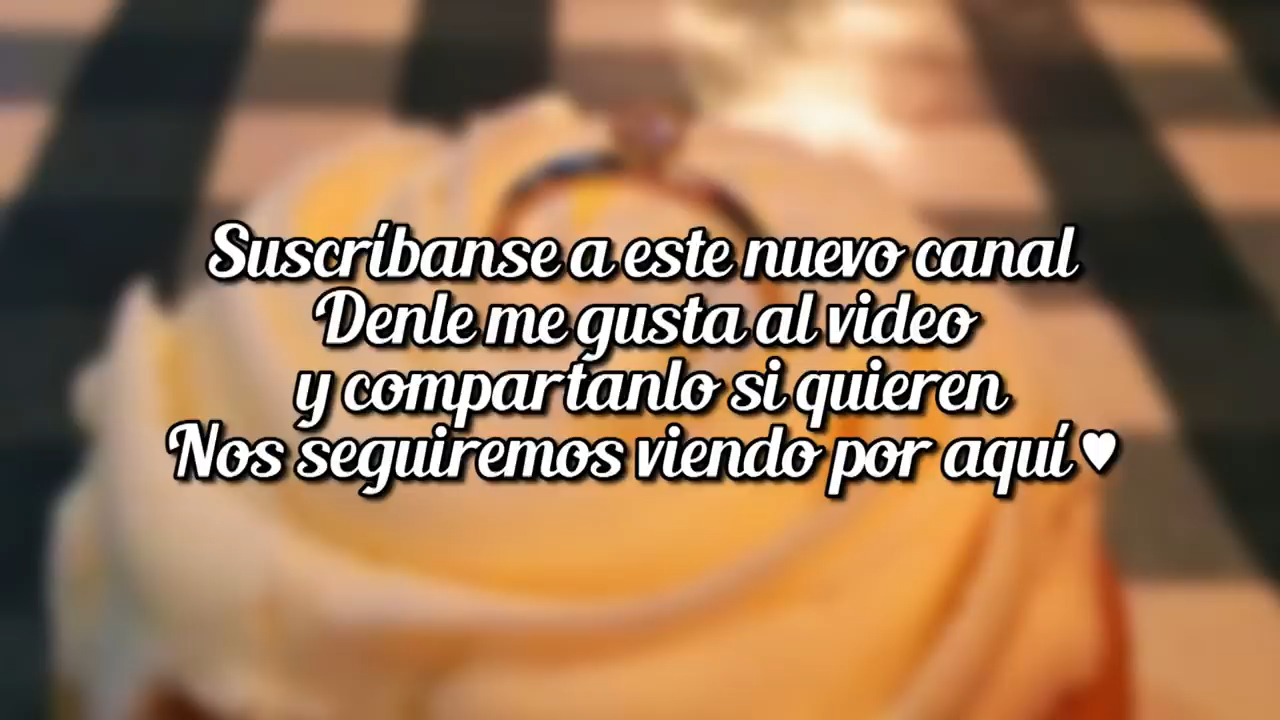 Suscríbanse a este nuevo canal
Denle me gusta al video
y compartanlo si quieren
Nos seguiremos viendo por aquí ♥